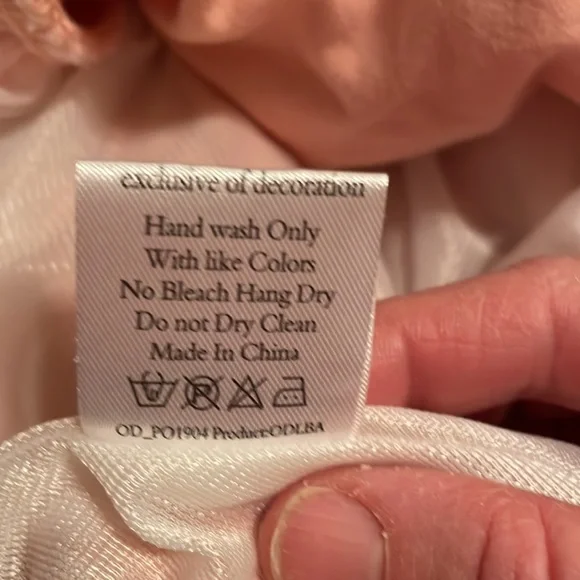 exclusive of decoration
Hand wash Only
With like Colors
No Bleach Hang Dry
Do not Dry Clean
Made In China
OD_PO1904 Product:ODLBA